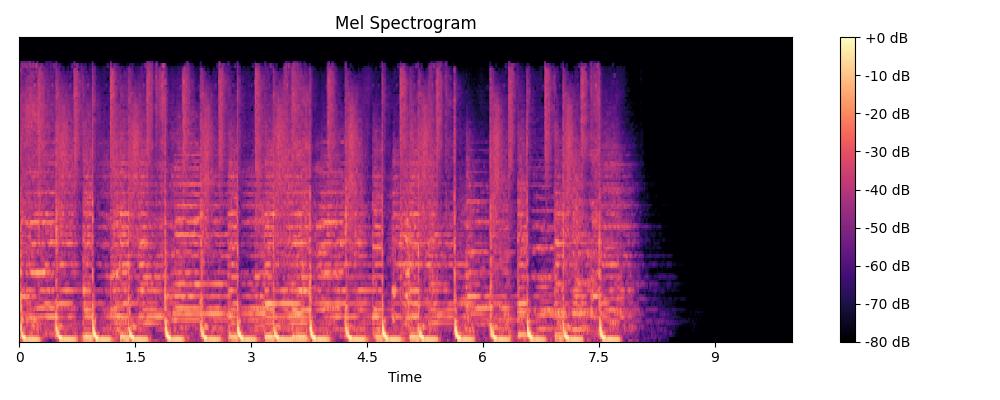 Mel Spectrogram
+0 dB
-10 dB
-20 dB
-30 dB
-40 dB
-50 dB
-60 dB
-70 dB
-80 dB
0 1.5 3 4.5 6 7.5 9
Time